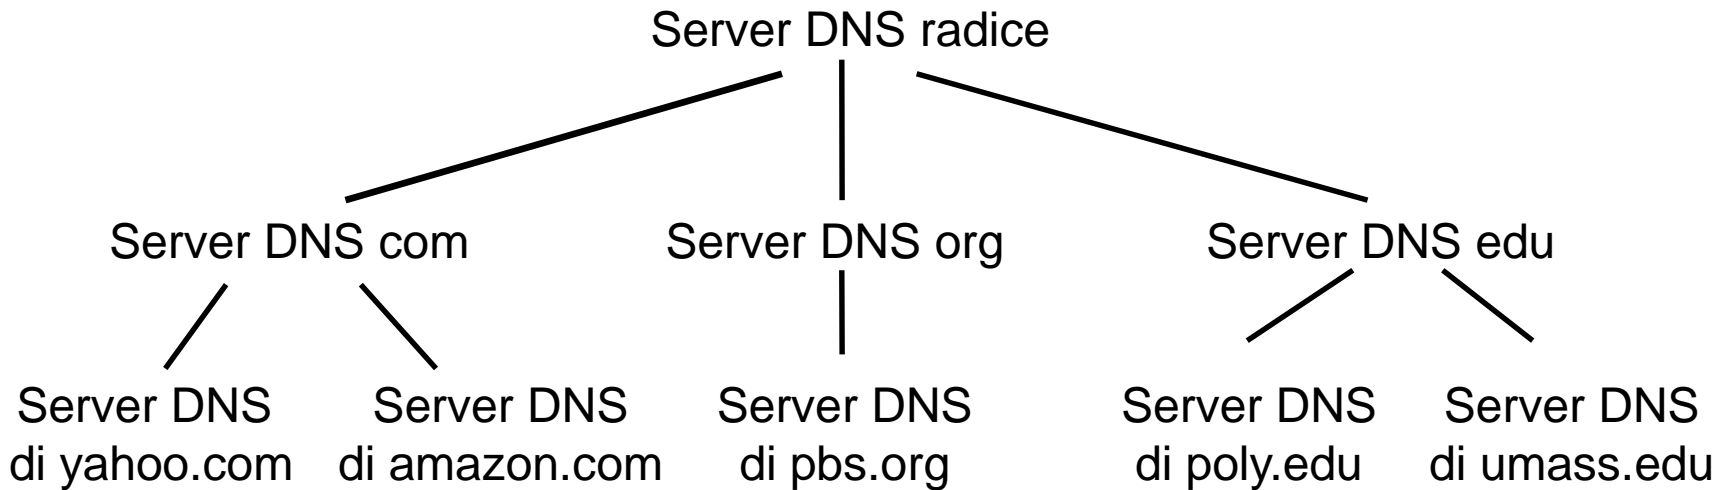 Server DNS radice
Server DNS com
Server DNS org
Server DNS edu
Server DNS
di yahoo.com
Server DNS
di amazon.com
Server DNS
di pbs.org
Server DNS
di poly.edu
Server DNS
di umass.edu